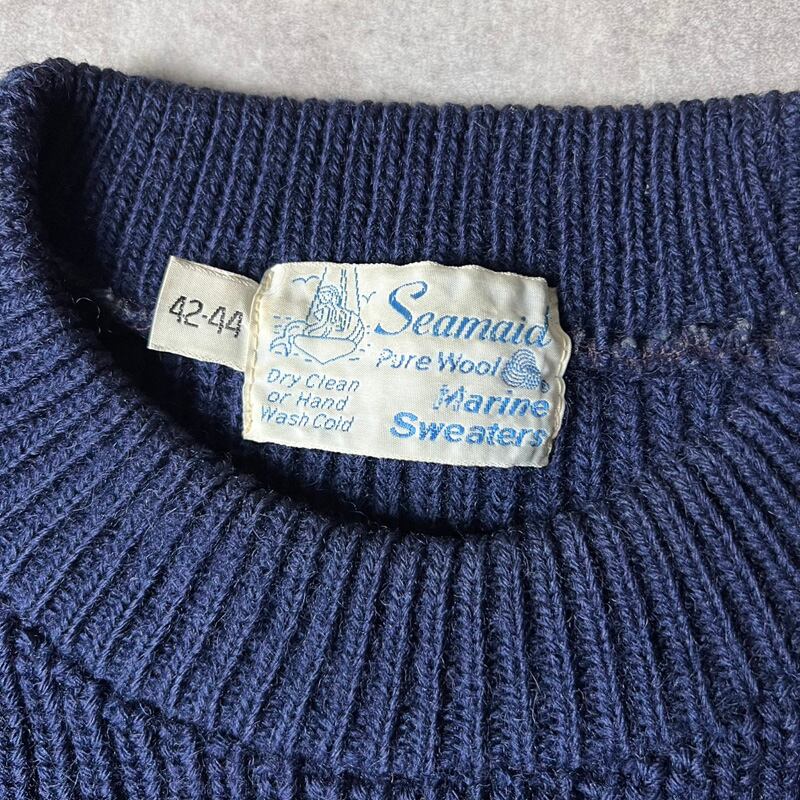 42-44
Seamaid
Pure Wool
Marine
Sweaters
Dry Clean
or Hand
Wash Cold